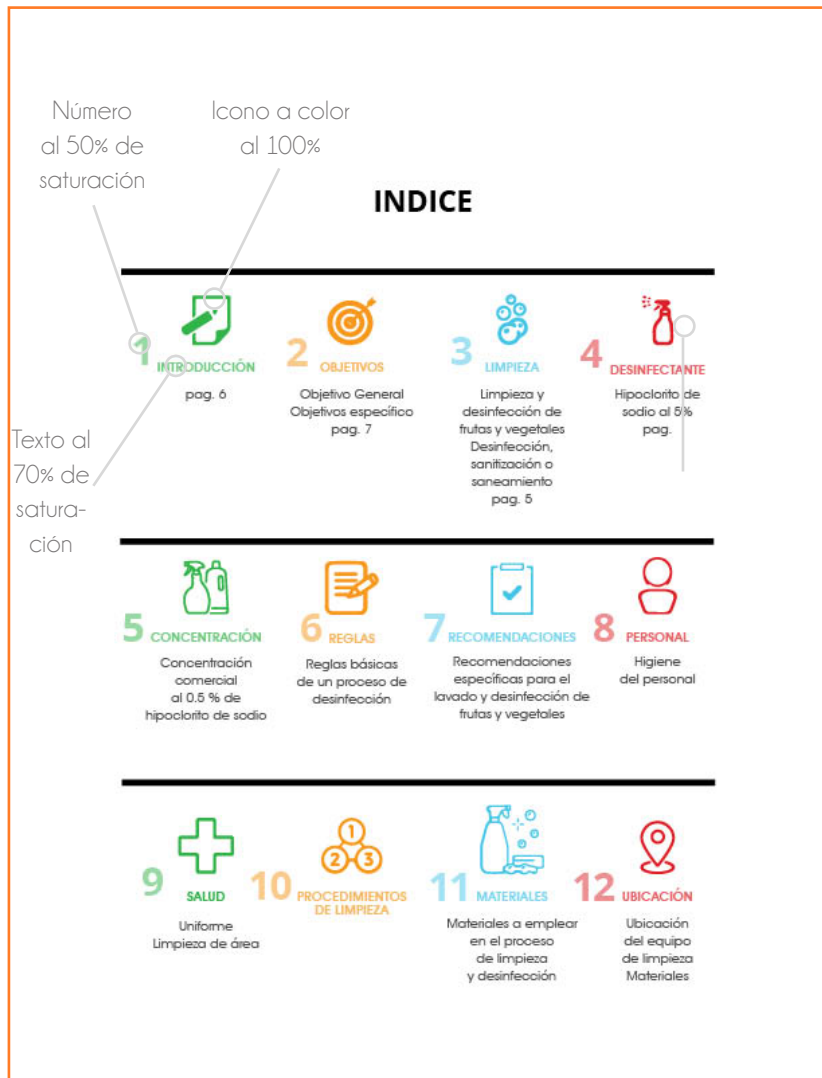 Número
al 50% de
saturación
Icono a color
al 100%
INDICE
1 INTRODUCCIÓN
pag. 6
2 OBJETIVOS
Objetivo General
Objetivos específico
pag. 7
3 LIMPIEZA
Limpieza y
desinfección de
frutas y vegetales
Desinfección,
sanitización o
saneamiento
pag. 5
4 DESINFECTANTE
Hipoclorito de
sodio al 5%
pag.
Texto al
70% de
satura-
ción
5 CONCENTRACIÓN
Concentración
comercial
al 0.5 % de
hipoclorito de sodio
6 REGLAS
Reglas básicas
de un proceso de
desinfección
7 RECOMENDACIONES
Recomendaciones
específicas para el
lavado y desinfección de
frutas y vegetales
8 PERSONAL
Higiene
del personal
9 SALUD
Uniforme
Limpieza de área
1
2 3
10 PROCEDIMIENTOS
DE LIMPIEZA
11 MATERIALES
Materiales a emplear
en el proceso
de limpieza
y desinfección
12 UBICACIÓN
Ubicación
del equipo
de limpieza
Materiales